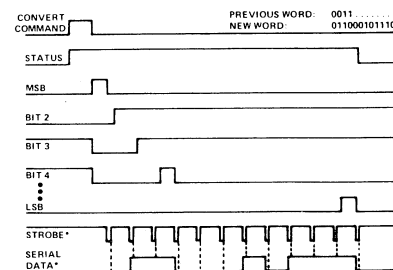 CONVERT COMMAND
PREVIOUS WORD: 0011.......
NEW WORD: 011000101110
STATUS
MSB
BIT 2
BIT 3
BIT 4
LSB
STROBE*
SERIAL
DATA*